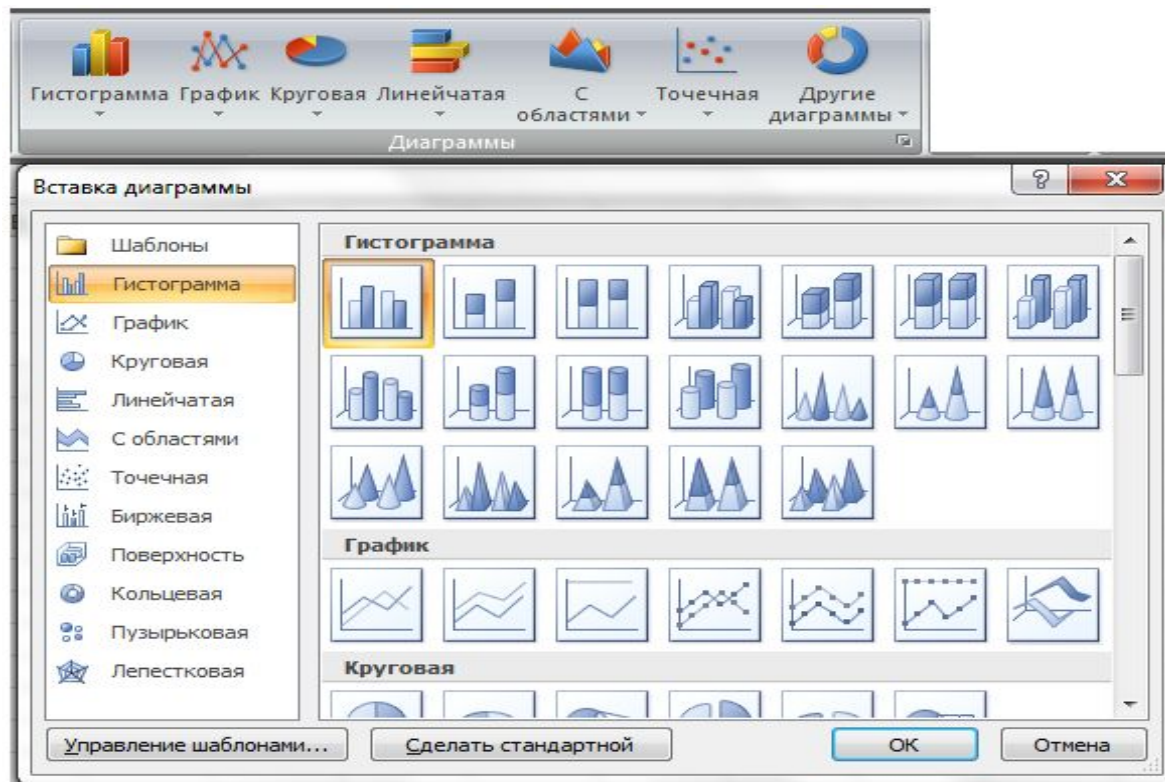 Гистограмма График Круговая Линейчатая С областями Точечная Другие диаграммы
Диаграммы
Вставка диаграммы
Шаблоны
Гистограмма
График
Круговая
Линейчатая
С областями
Точечная
Биржевая
Поверхность
Кольцевая
Пузырьковая
Лепестковая
Гистограмма
График
Круговая
Управление шаблонами...
Сделать стандартной
ОК
Отмена